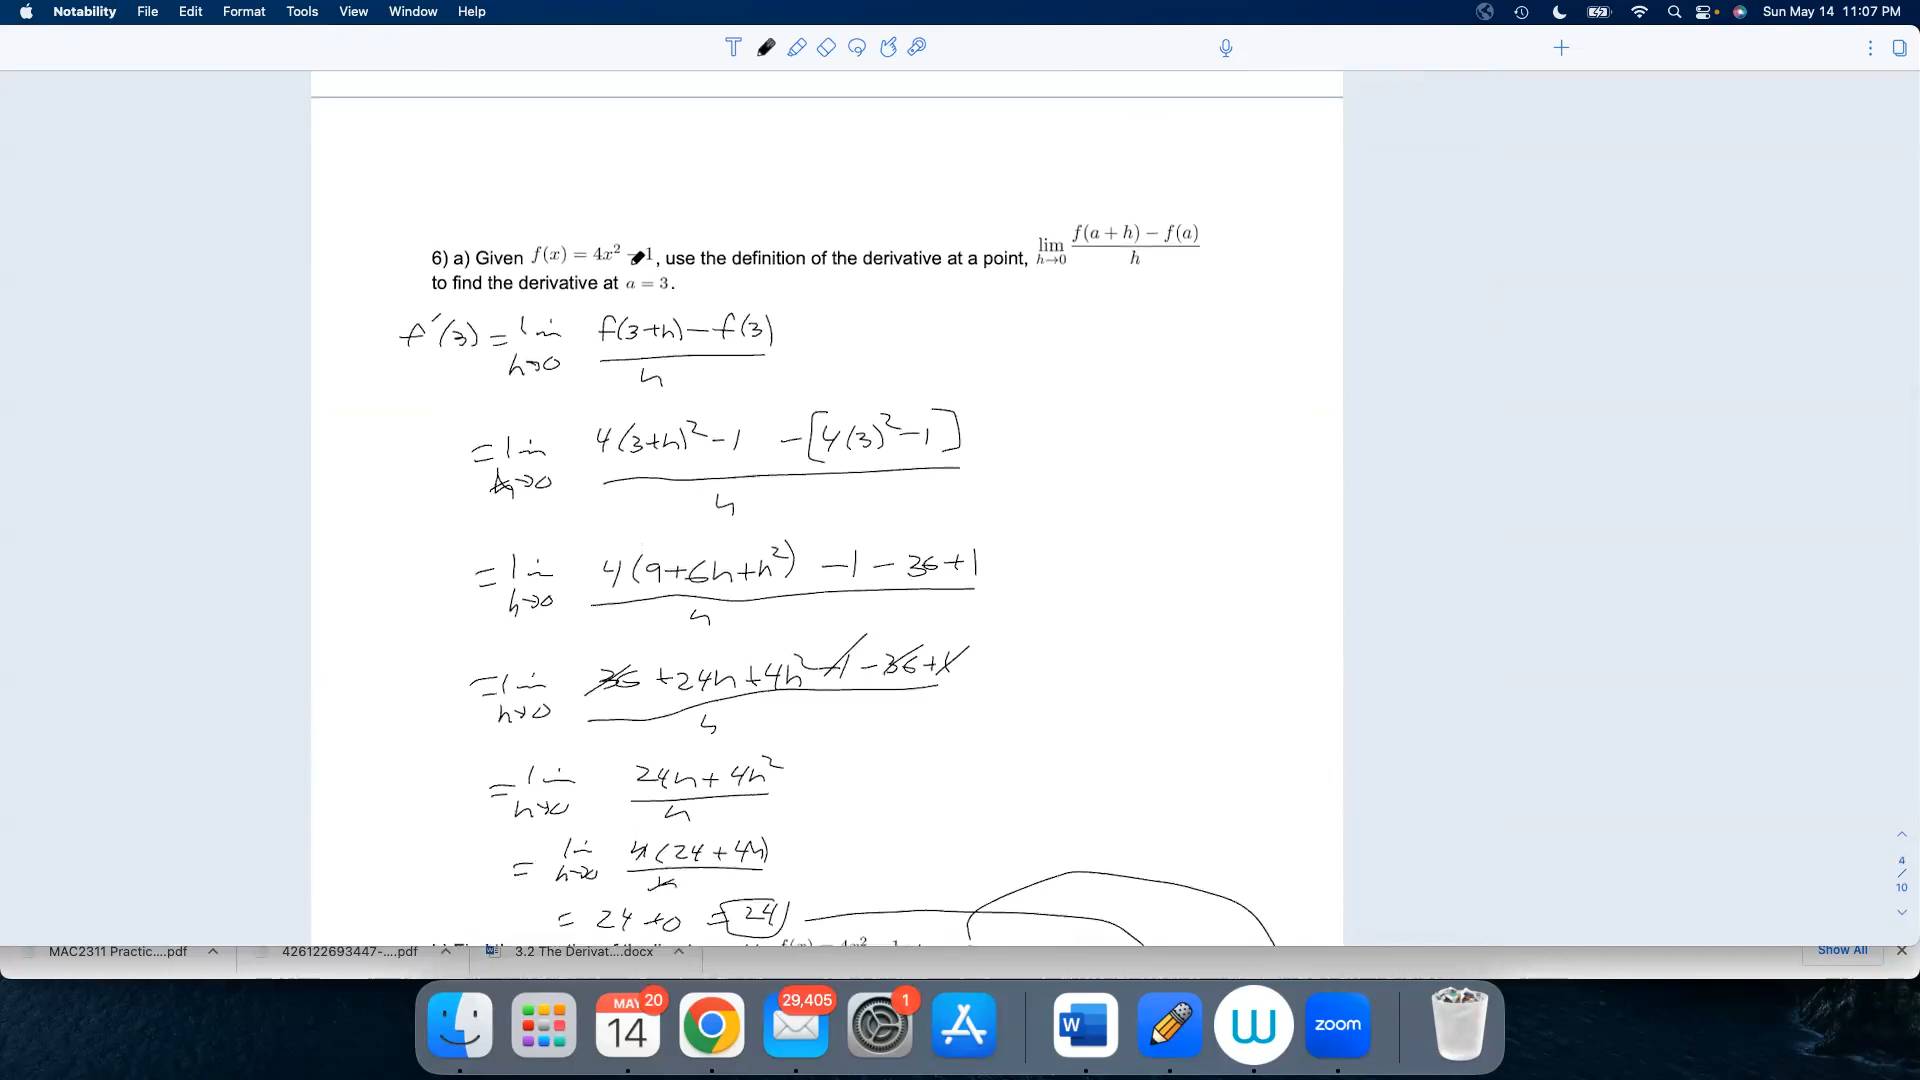 Notability File Edit Format Tools View Window Help Sun May 14 11:07 PM
6) a) Given f(x) = 4x² − 1, use the definition of the derivative at a point, lim h→0 f(a + h) − f(a) / h
to find the derivative at a = 3.
f'(3) = lim h→0 f(3+h) − f(3) / h
= lim h→0 4(3+h)² − 1 − [4(3)² − 1] / h
= lim h→0 4(9+6h+h²) − 1 − 36 + 1 / h
= lim h→0 36 + 24h + 4h² − 1 − 36 + 1 / h
= lim h→0 24h + 4h² / h
= lim h→0 h(24 + 4h) / h
= 24 + 0 = 24
4 / 10
f(x) = 4x² − 1
MAC2311 Practic....pdf 426122693447-....pdf 3.2 The Derivat....docx Show All
MAY 20 14 29,405 1 W W zoom